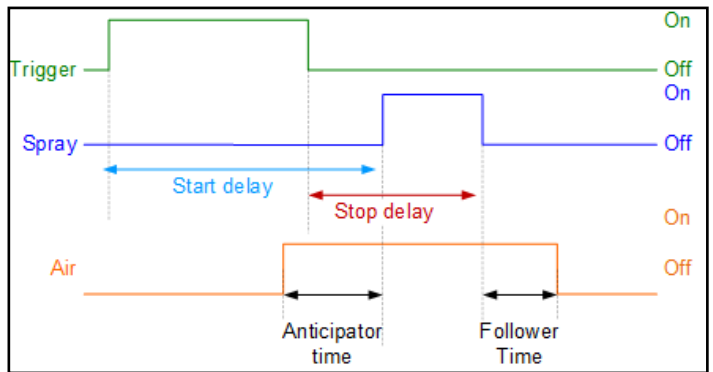 On
Trigger
Off
On
Spray
Off
Start delay
Stop delay
On
Air
Off
Anticipator
time
Follower
Time